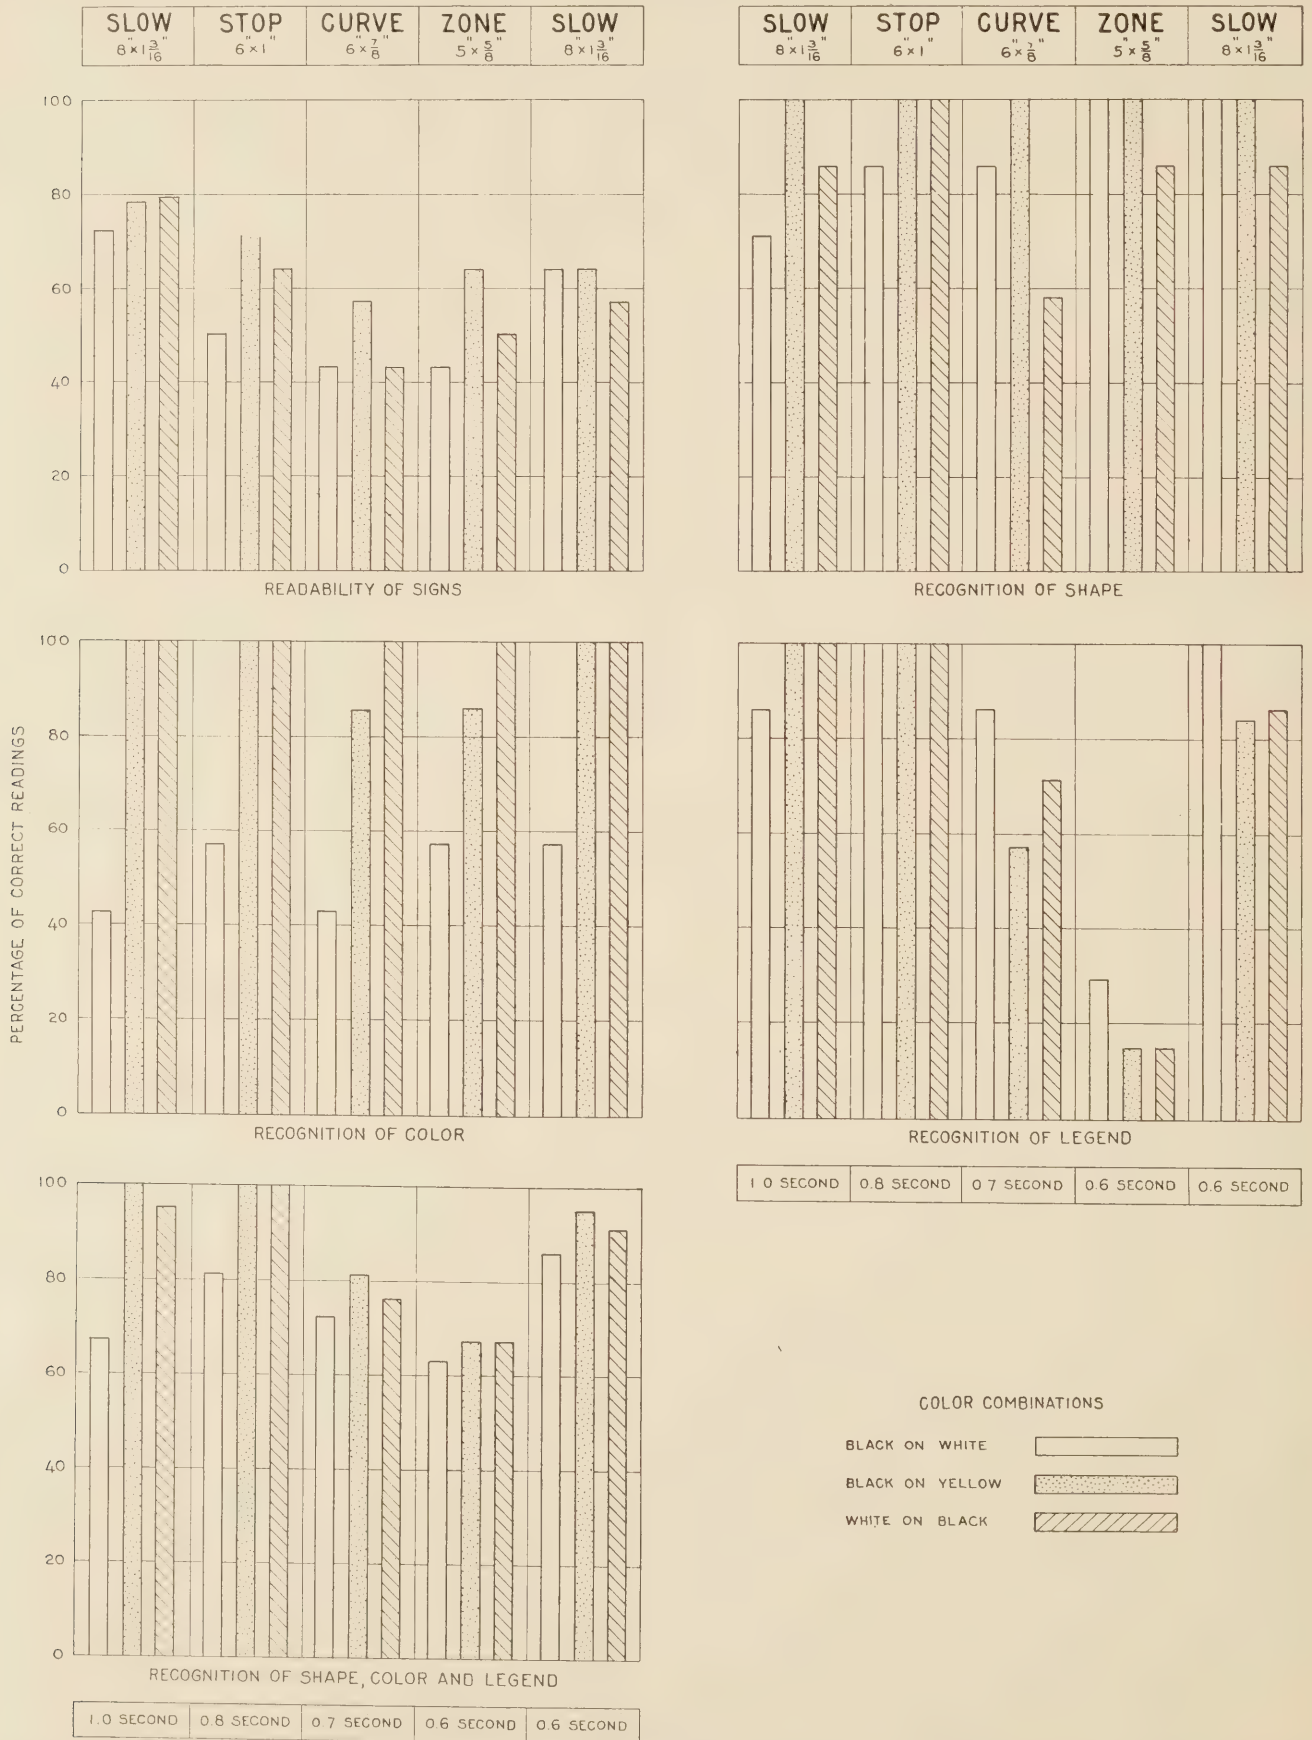 SLOW STOP CURVE ZONE SLOW
8"×1 3/16" 6"×1" 6"×7/8" 5"×5/8" 8"×1 3/16"
SLOW STOP CURVE ZONE SLOW
8"×1 3/16" 6"×1" 6"×7/8" 5"×5/8" 8"×1 3/16"
100
80
60
40
20
0
READABILITY OF SIGNS
RECOGNITION OF SHAPE
PERCENTAGE OF CORRECT READINGS
100
80
60
40
20
0
RECOGNITION OF COLOR
RECOGNITION OF LEGEND
1 0 SECOND 0.8 SECOND 0 7 SECOND 0.6 SECOND 0.6 SECOND
100
80
60
40
20
0
RECOGNITION OF SHAPE, COLOR AND LEGEND
1.0 SECOND 0.8 SECOND 0.7 SECOND 0.6 SECOND 0.6 SECOND
COLOR COMBINATIONS
BLACK ON WHITE
BLACK ON YELLOW
WHITE ON BLACK